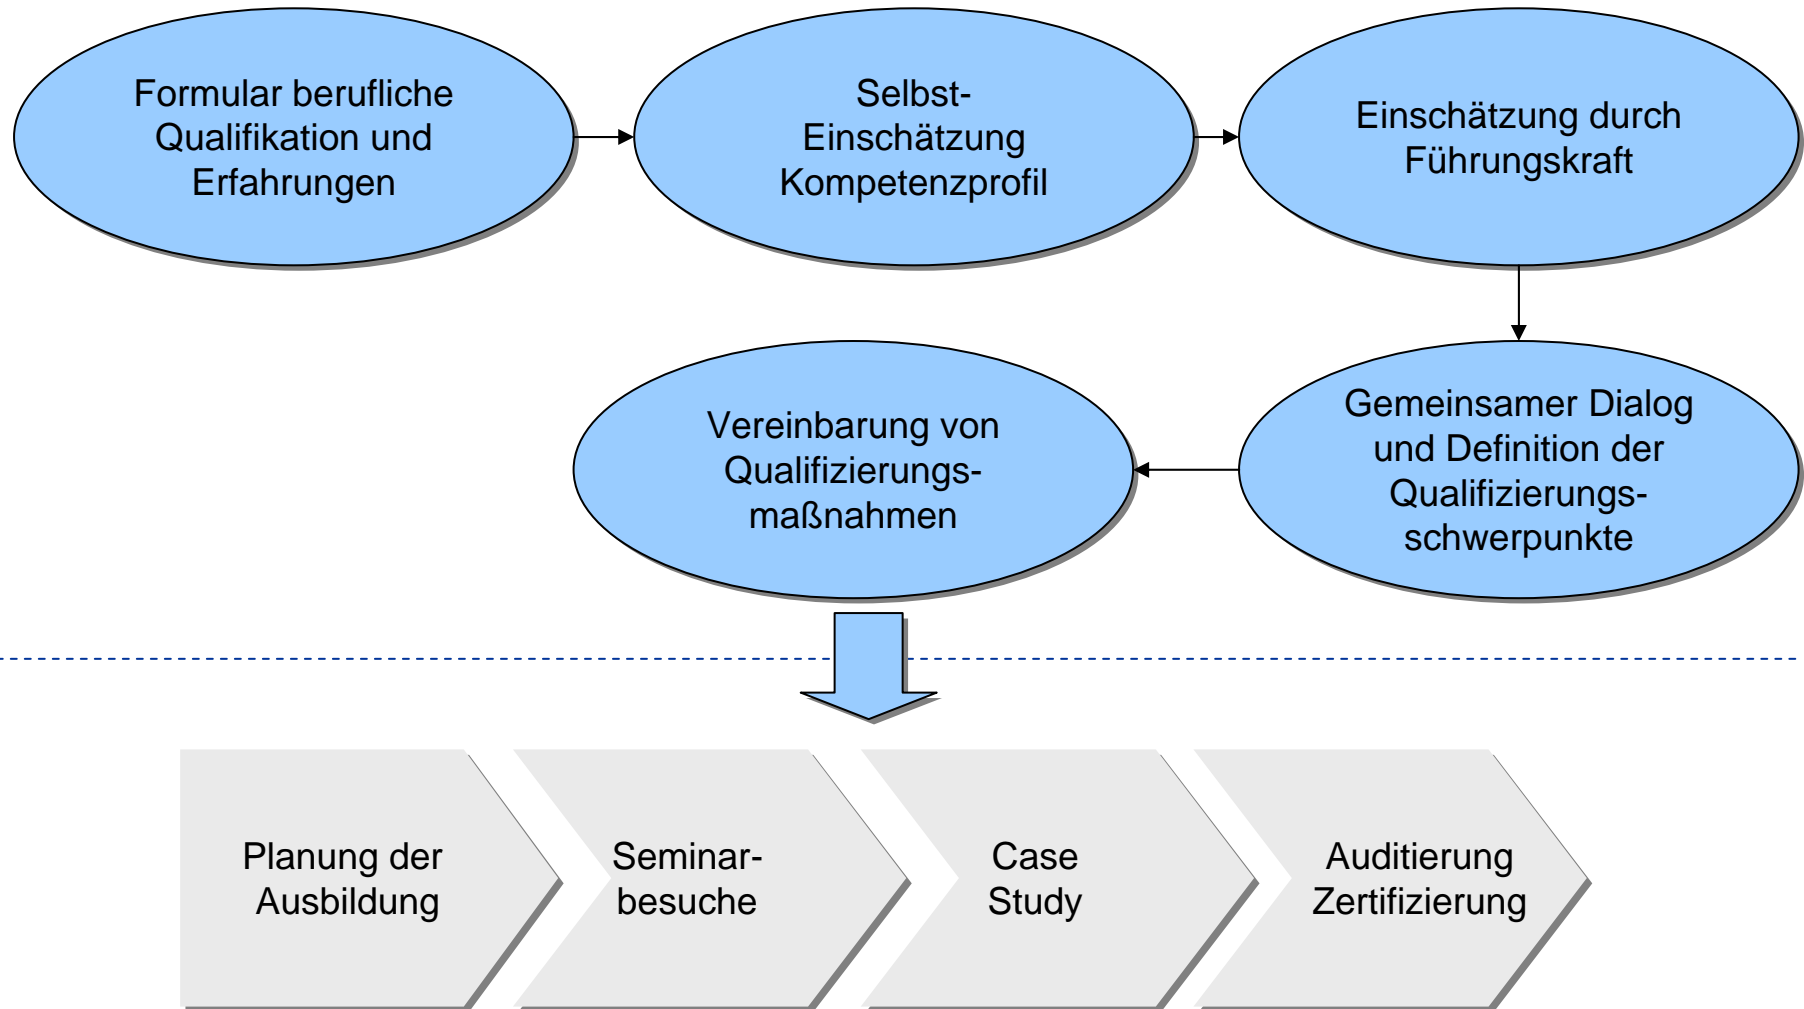 Formular berufliche
Qualifikation und
Erfahrungen
Selbst-
Einschätzung
Kompetenzprofil
Einschätzung durch
Führungskraft
Gemeinsamer Dialog
und Definition der
Qualifizierungs-
schwerpunkte
Vereinbarung von
Qualifizierungs-
maßnahmen
Planung der
Ausbildung
Seminar-
besuche
Case
Study
Auditierung
Zertifizierung